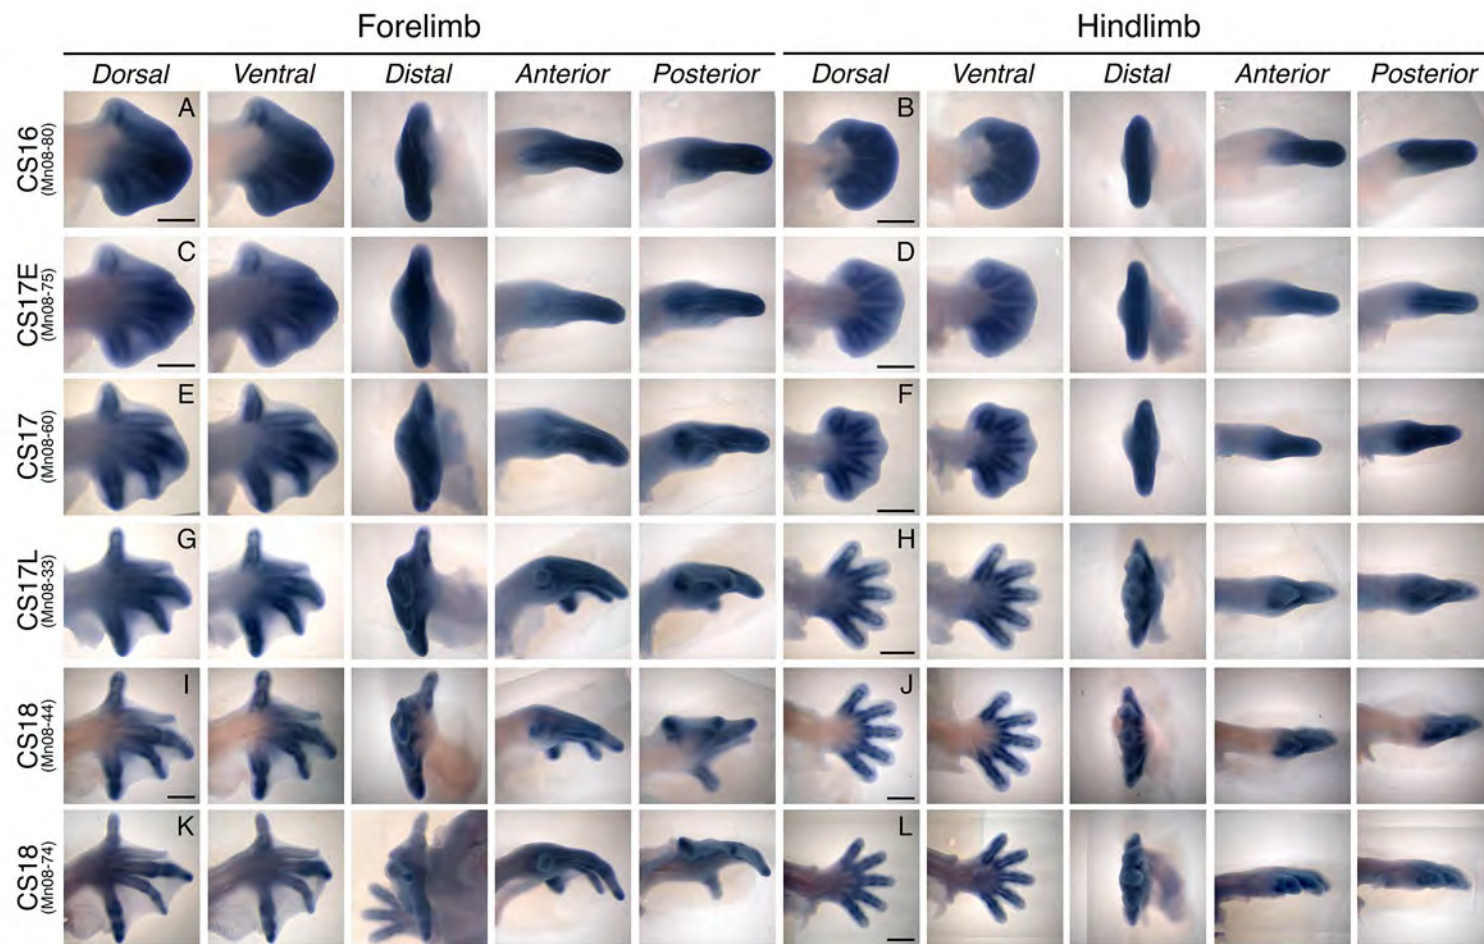 Forelimb Hindlimb
Dorsal Ventral Distal Anterior Posterior Dorsal Ventral Distal Anterior Posterior
CS16 (Mn08-80) A B
CS17E (Mn08-75) C D
CS17 (Mn08-60) E F
CS17L (Mn08-33) G H
CS18 (Mn08-44) I J
CS18 (Mn08-74) K L